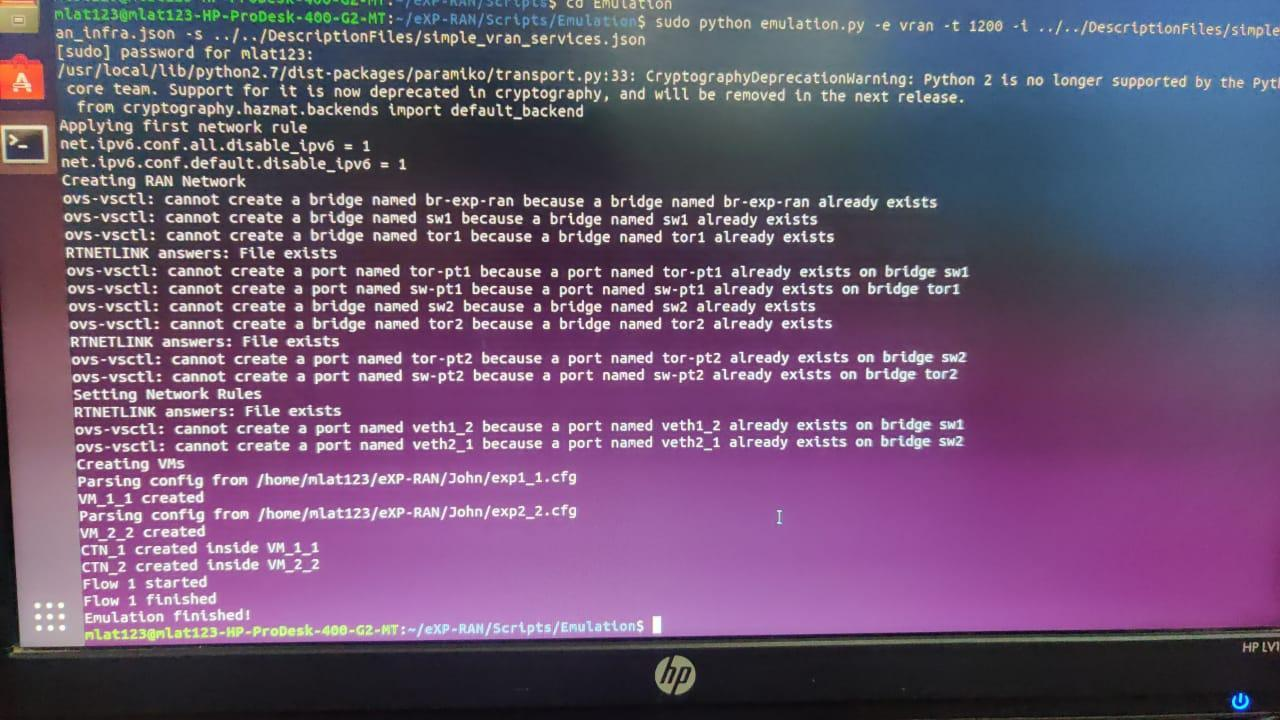 mlat123@mlat123-HP-ProDesk-400-G2-MT:~/eXP-RAN/Scripts$ cd Emulation
mlat123@mlat123-HP-ProDesk-400-G2-MT:~/eXP-RAN/Scripts/Emulation$ sudo python emulation.py -e vran -t 1200 -i ../../DescriptionFiles/simple
an_infra.json -s ../../DescriptionFiles/simple_vran_services.json
[sudo] password for mlat123:
/usr/local/lib/python2.7/dist-packages/paramiko/transport.py:33: CryptographyDeprecationWarning: Python 2 is no longer supported by the Pyt
core team. Support for it is now deprecated in cryptography, and will be removed in the next release.
from cryptography.hazmat.backends import default_backend
Applying first network rule
net.ipv6.conf.all.disable_ipv6 = 1
net.ipv6.conf.default.disable_ipv6 = 1
Creating RAN Network
ovs-vsctl: cannot create a bridge named br-exp-ran because a bridge named br-exp-ran already exists
ovs-vsctl: cannot create a bridge named sw1 because a bridge named sw1 already exists
ovs-vsctl: cannot create a bridge named tor1 because a bridge named tor1 already exists
RTNETLINK answers: File exists
ovs-vsctl: cannot create a port named tor-pt1 because a port named tor-pt1 already exists on bridge sw1
ovs-vsctl: cannot create a port named sw-pt1 because a port named sw-pt1 already exists on bridge tor1
ovs-vsctl: cannot create a bridge named sw2 because a bridge named sw2 already exists
ovs-vsctl: cannot create a bridge named tor2 because a bridge named tor2 already exists
RTNETLINK answers: File exists
ovs-vsctl: cannot create a port named tor-pt2 because a port named tor-pt2 already exists on bridge sw2
ovs-vsctl: cannot create a port named sw-pt2 because a port named sw-pt2 already exists on bridge tor2
Setting Network Rules
RTNETLINK answers: File exists
ovs-vsctl: cannot create a port named veth1_2 because a port named veth1_2 already exists on bridge sw1
ovs-vsctl: cannot create a port named veth2_1 because a port named veth2_1 already exists on bridge sw2
Creating VMs
Parsing config from /home/mlat123/eXP-RAN/John/exp1_1.cfg
VM_1_1 created
Parsing config from /home/mlat123/eXP-RAN/John/exp2_2.cfg
VM_2_2 created
CTN_1 created inside VM_1_1
CTN_2 created inside VM_2_2
Flow 1 started
Flow 1 finished
Emulation finished!
mlat123@mlat123-HP-ProDesk-400-G2-MT:~/eXP-RAN/Scripts/Emulation$
HP LV1
hp